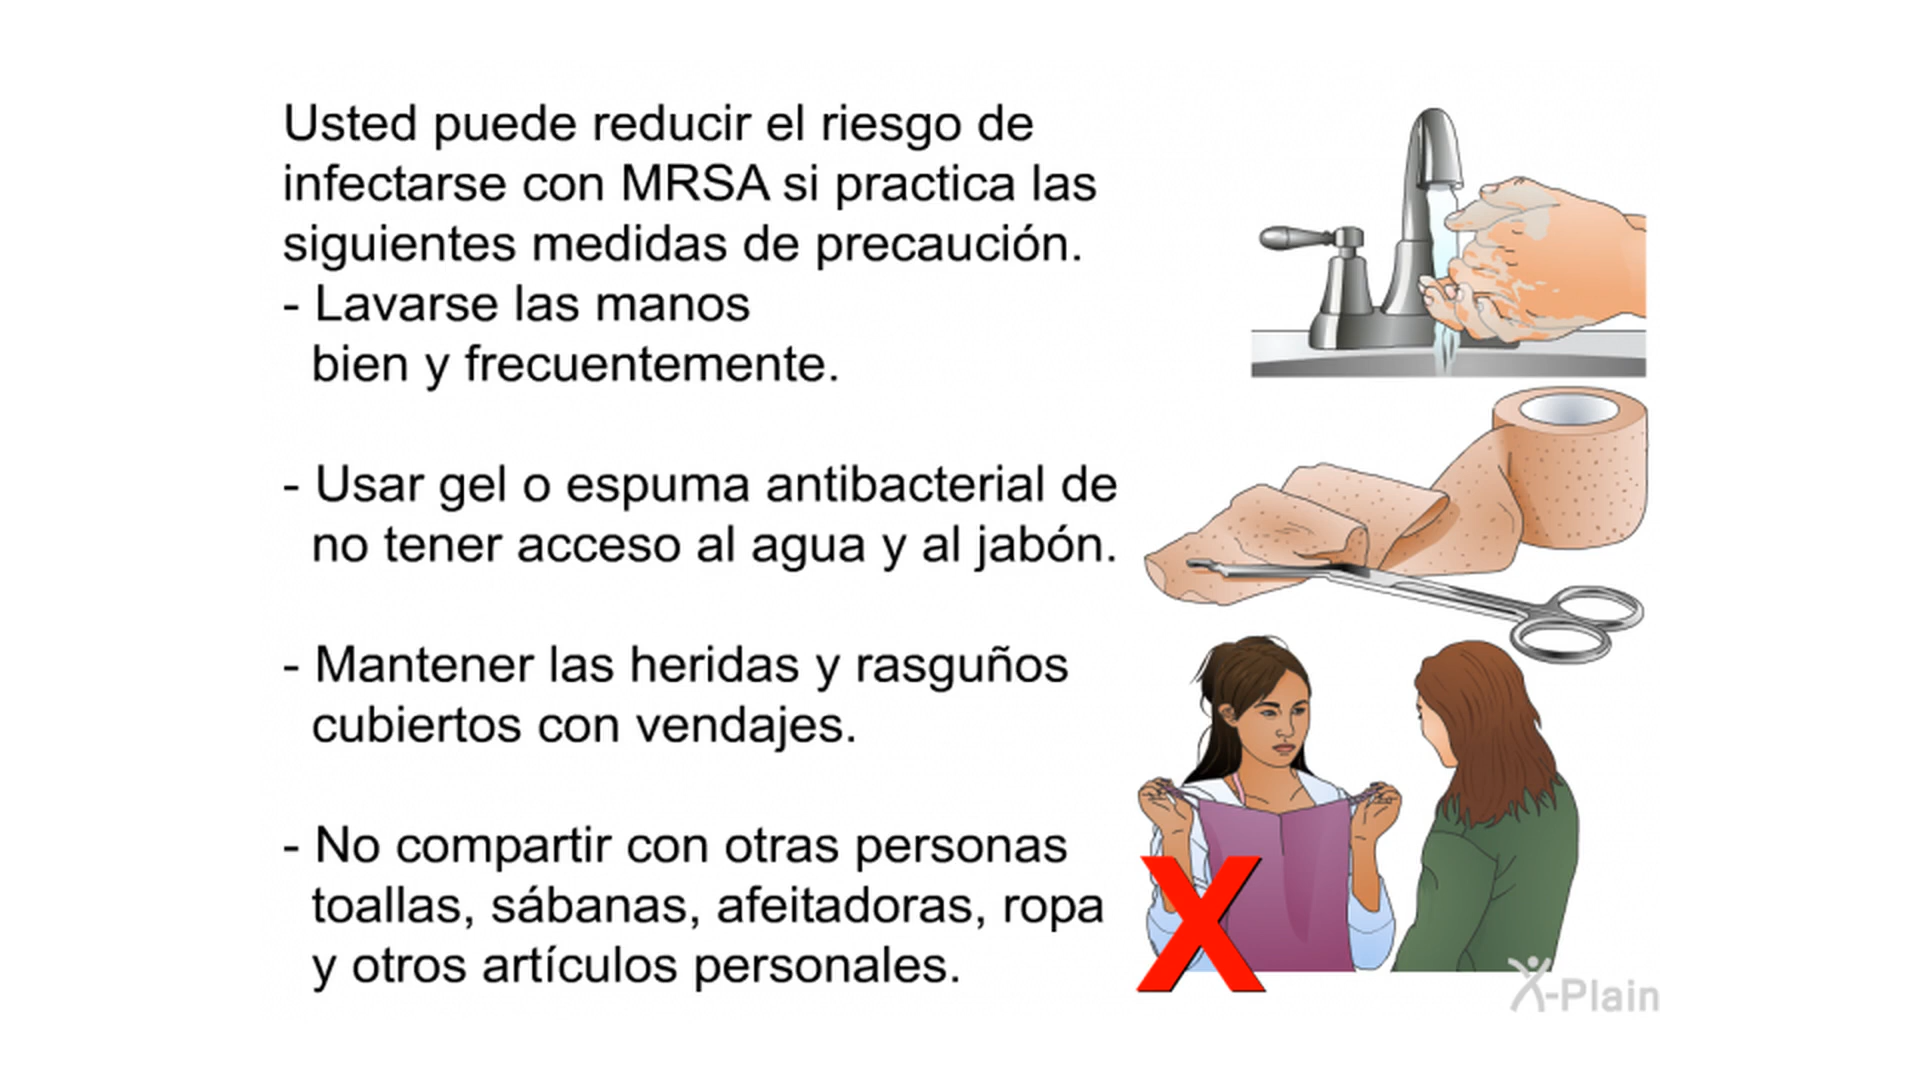 Usted puede reducir el riesgo de
infectarse con MRSA si practica las
siguientes medidas de precaución.
- Lavarse las manos
bien y frecuentemente.
- Usar gel o espuma antibacterial de
no tener acceso al agua y al jabón.
- Mantener las heridas y rasguños
cubiertos con vendajes.
- No compartir con otras personas
toallas, sábanas, afeitadoras, ropa
y otros artículos personales.
X-Plain